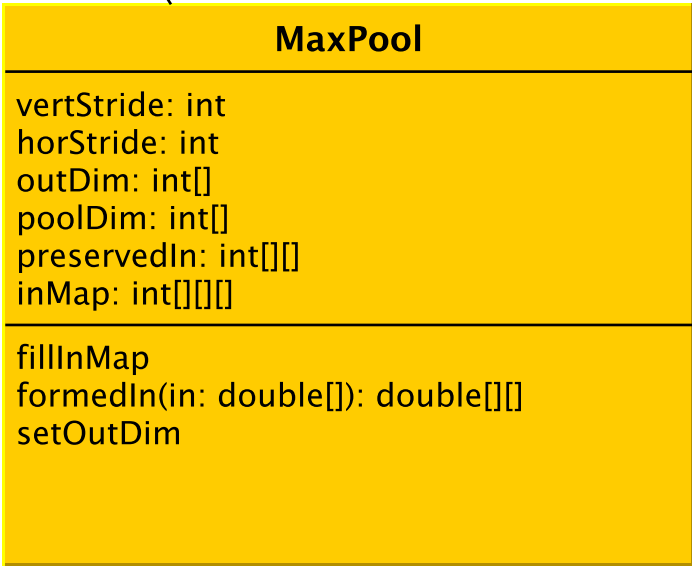 MaxPool
vertStride: int
horStride: int
outDim: int[]
poolDim: int[]
preservedIn: int[][]
inMap: int[][][]
fillInMap
formedIn(in: double[]): double[][]
setOutDim